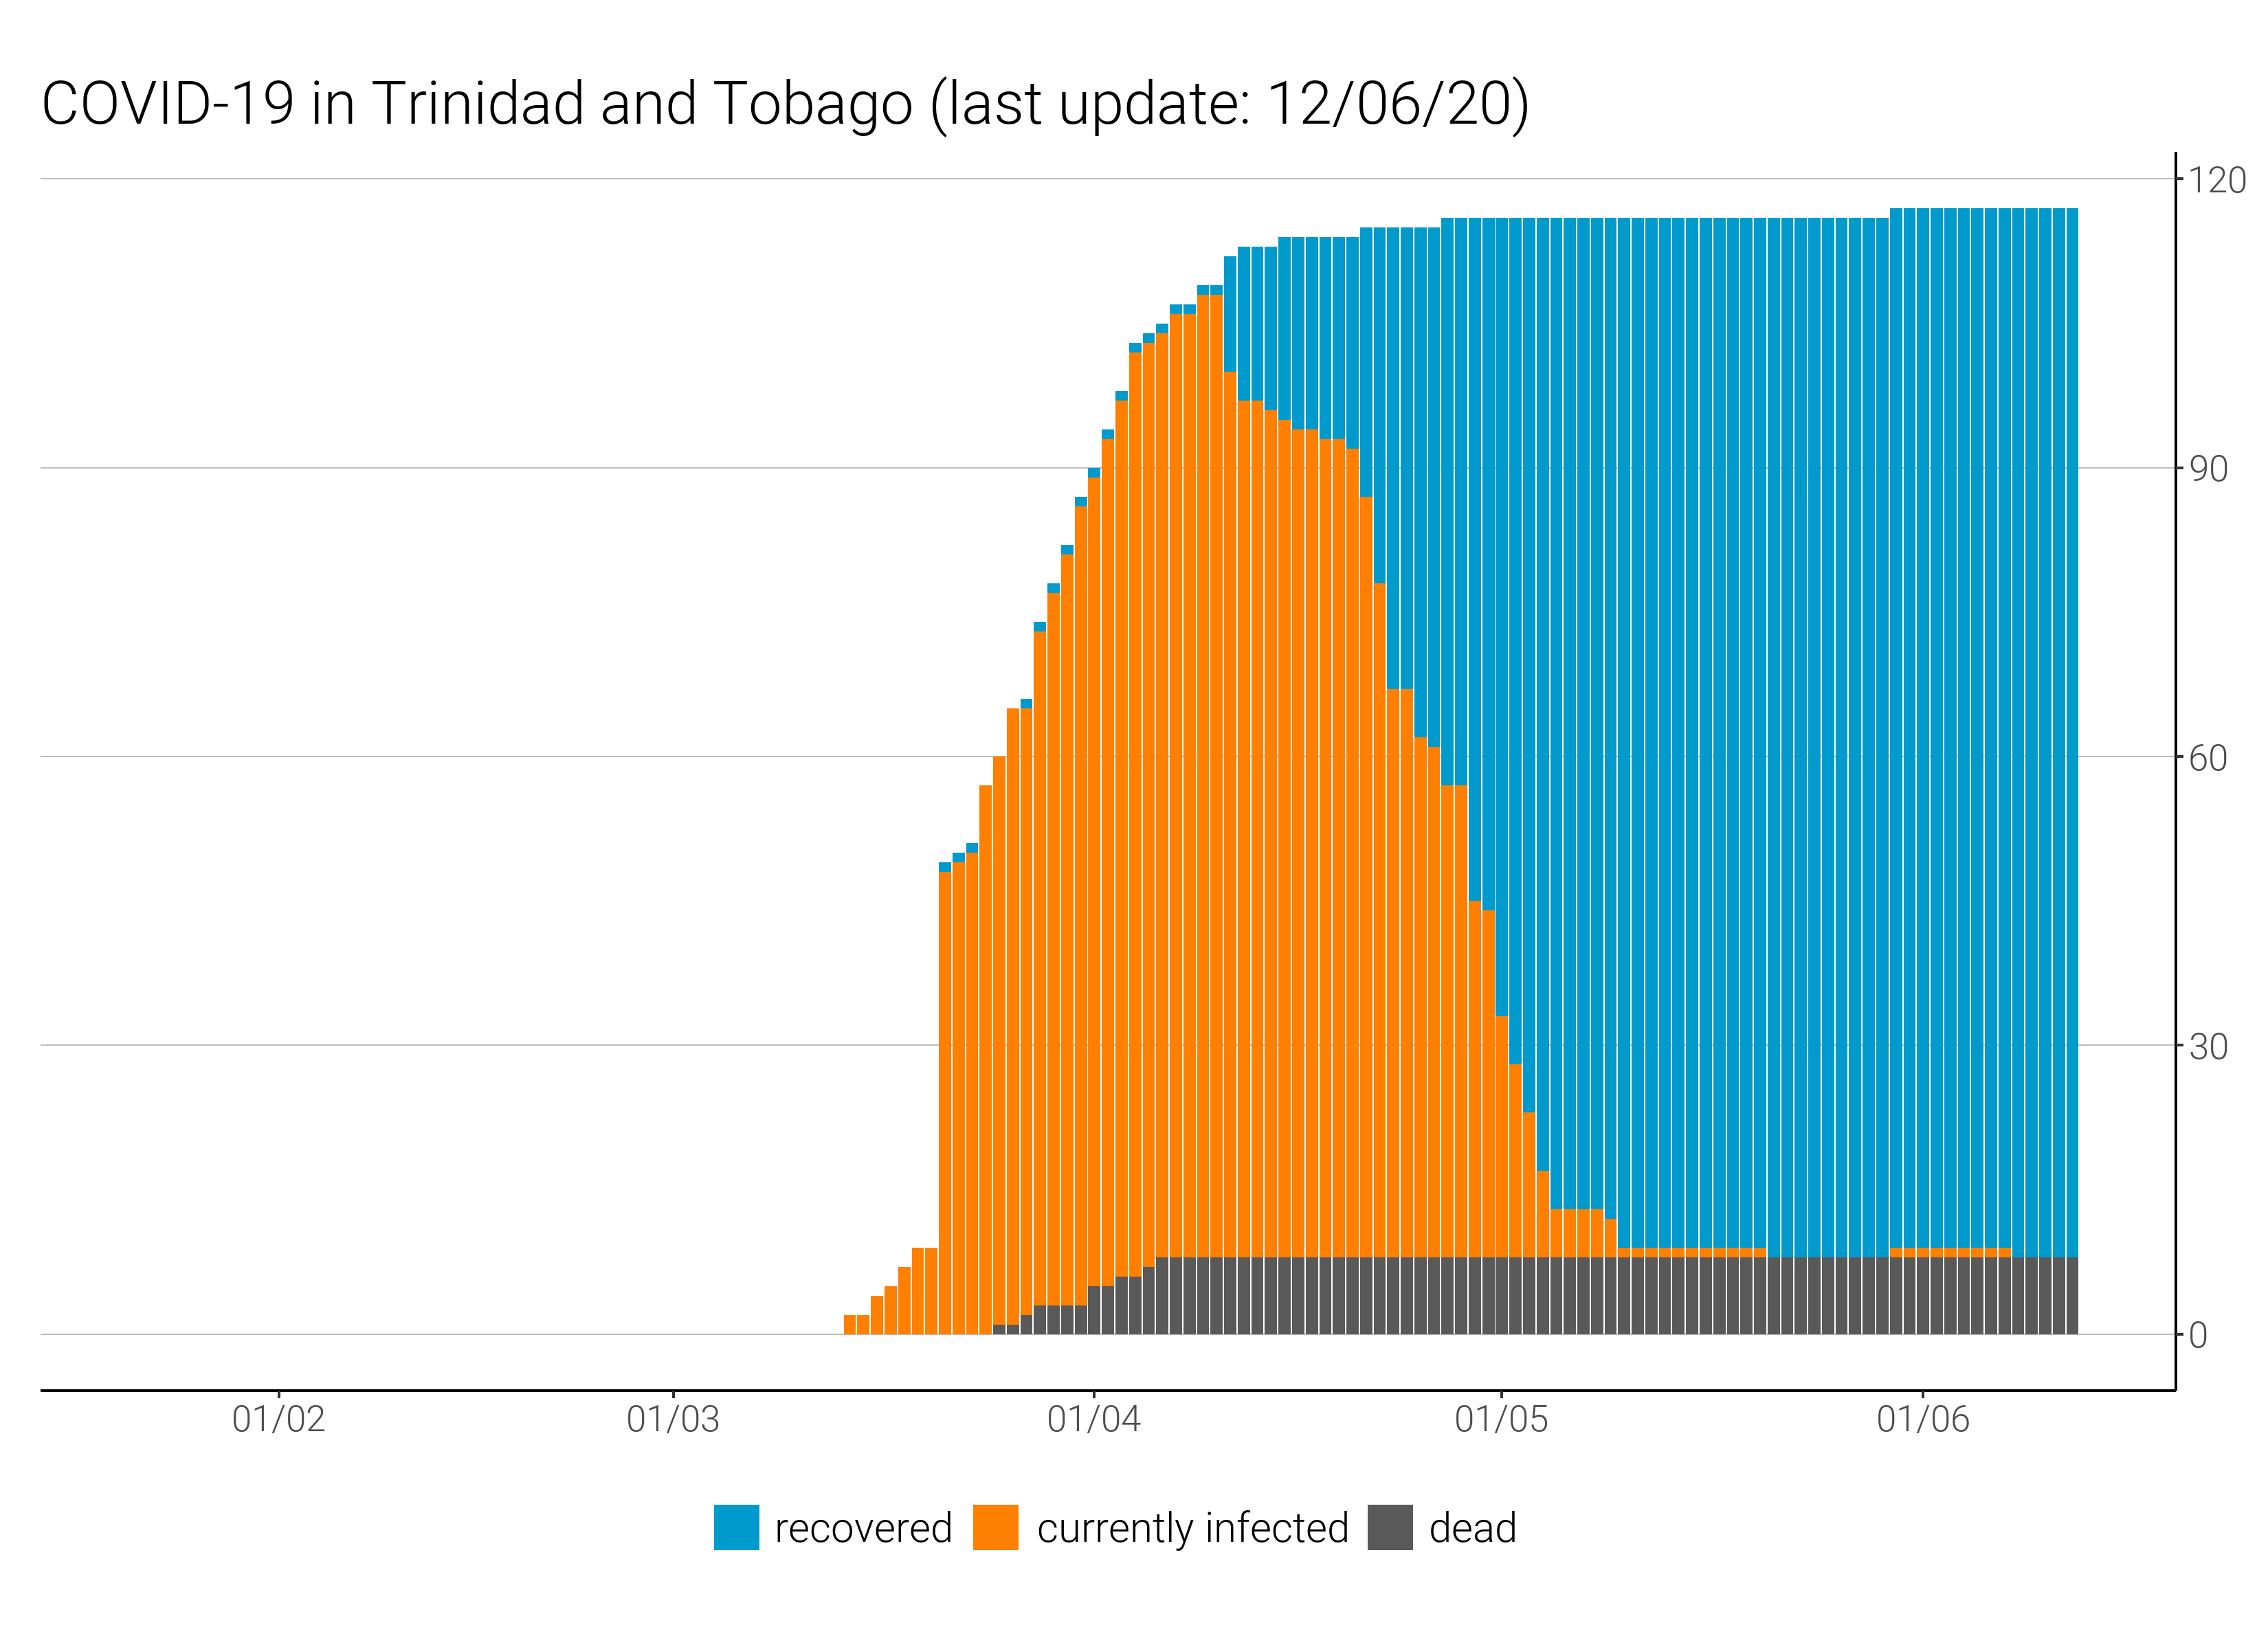 COVID-19 in Trinidad and Tobago (last update: 12/06/20)
120
90
60
30
0
01/02 01/03 01/04 01/05 01/06
recovered currently infected dead